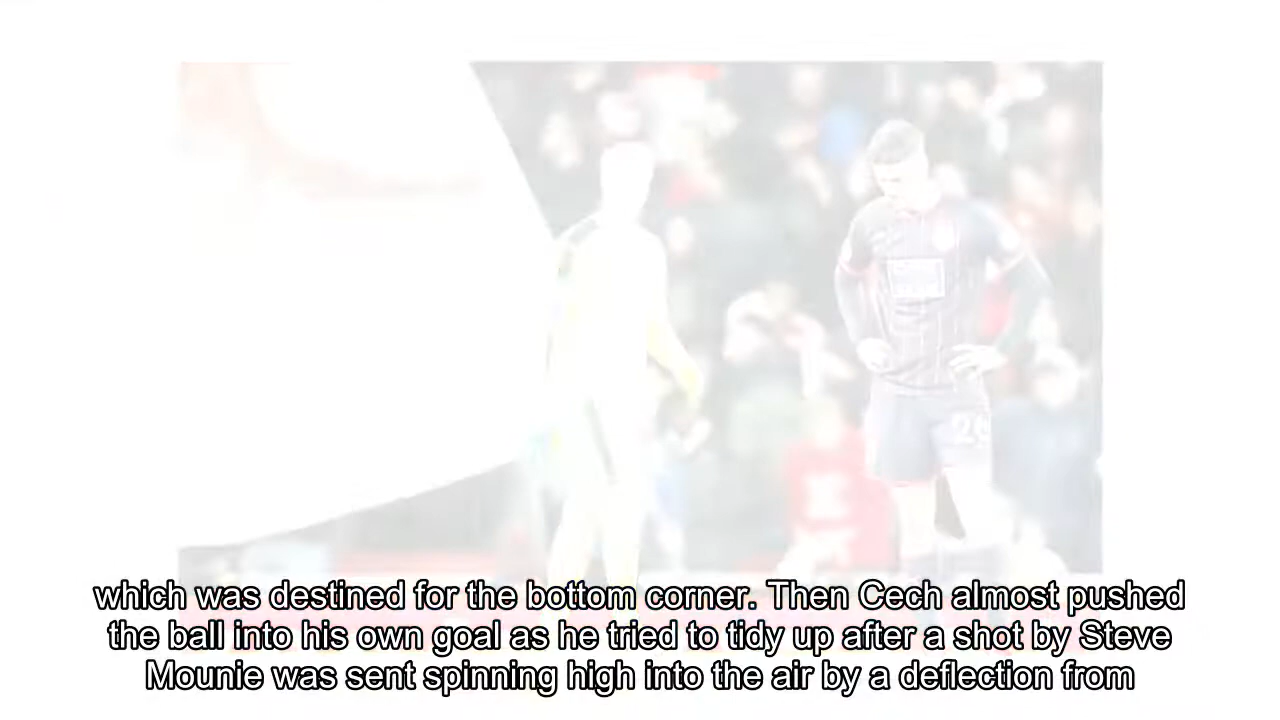 29
which was destined for the bottom corner. Then Cech almost pushed
the ball into his own goal as he tried to tidy up after a shot by Steve
Mounie was sent spinning high into the air by a deflection from